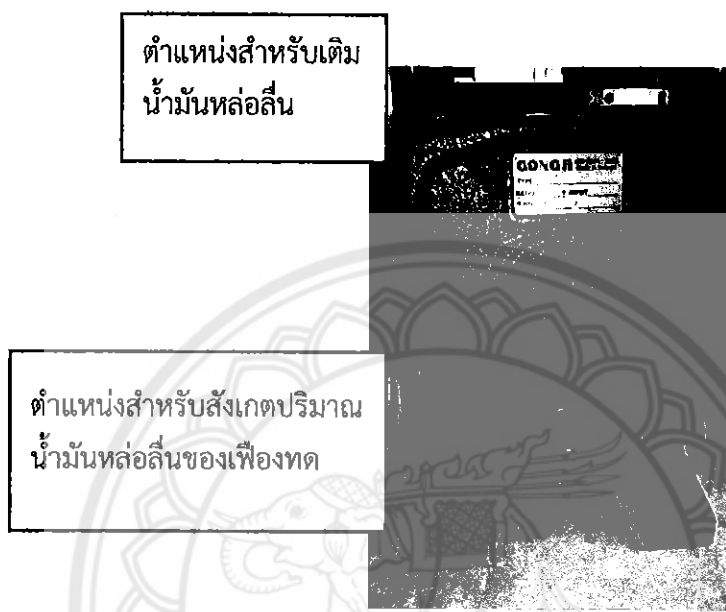 ตำแหน่งสำหรับเติม
น้ำมันหล่อลื่น
ตำแหน่งสำหรับสังเกตปริมาณ
น้ำมันหล่อลื่นของเฟืองทด